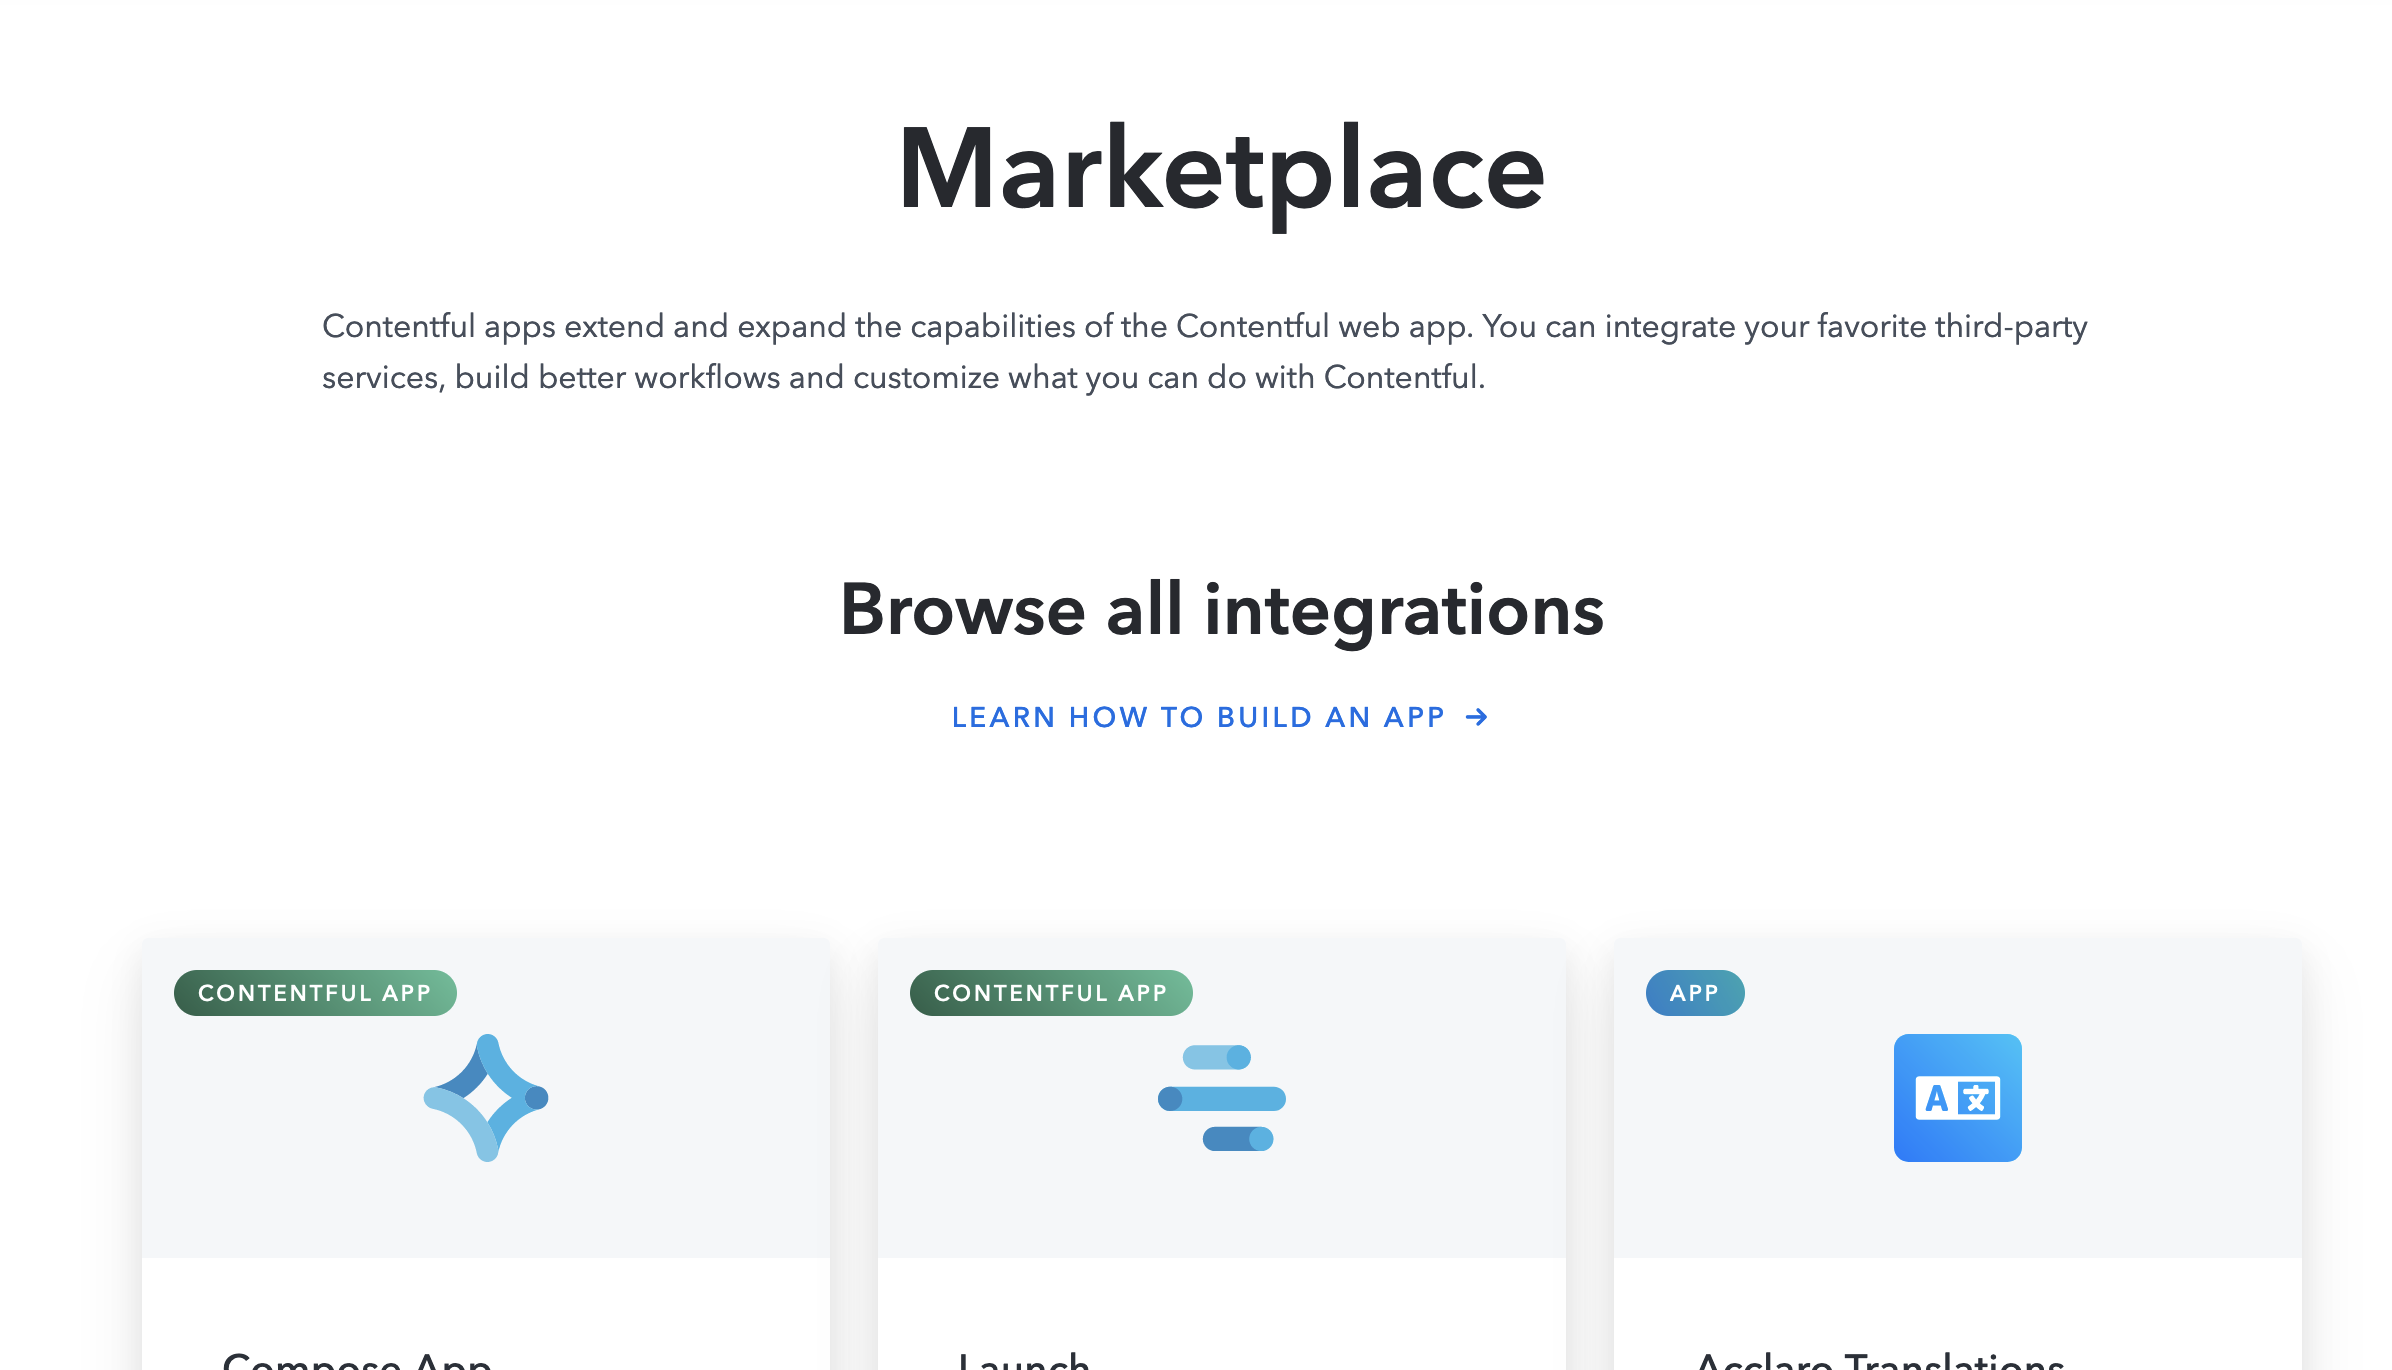 Marketplace
Contentful apps extend and expand the capabilities of the Contentful web app. You can integrate your favorite third-party
services, build better workflows and customize what you can do with Contentful.
Browse all integrations
LEARN HOW TO BUILD AN APP →
CONTENTFUL APP
CONTENTFUL APP
APP
A 文
Compose App
Launch
Acclaro Translations